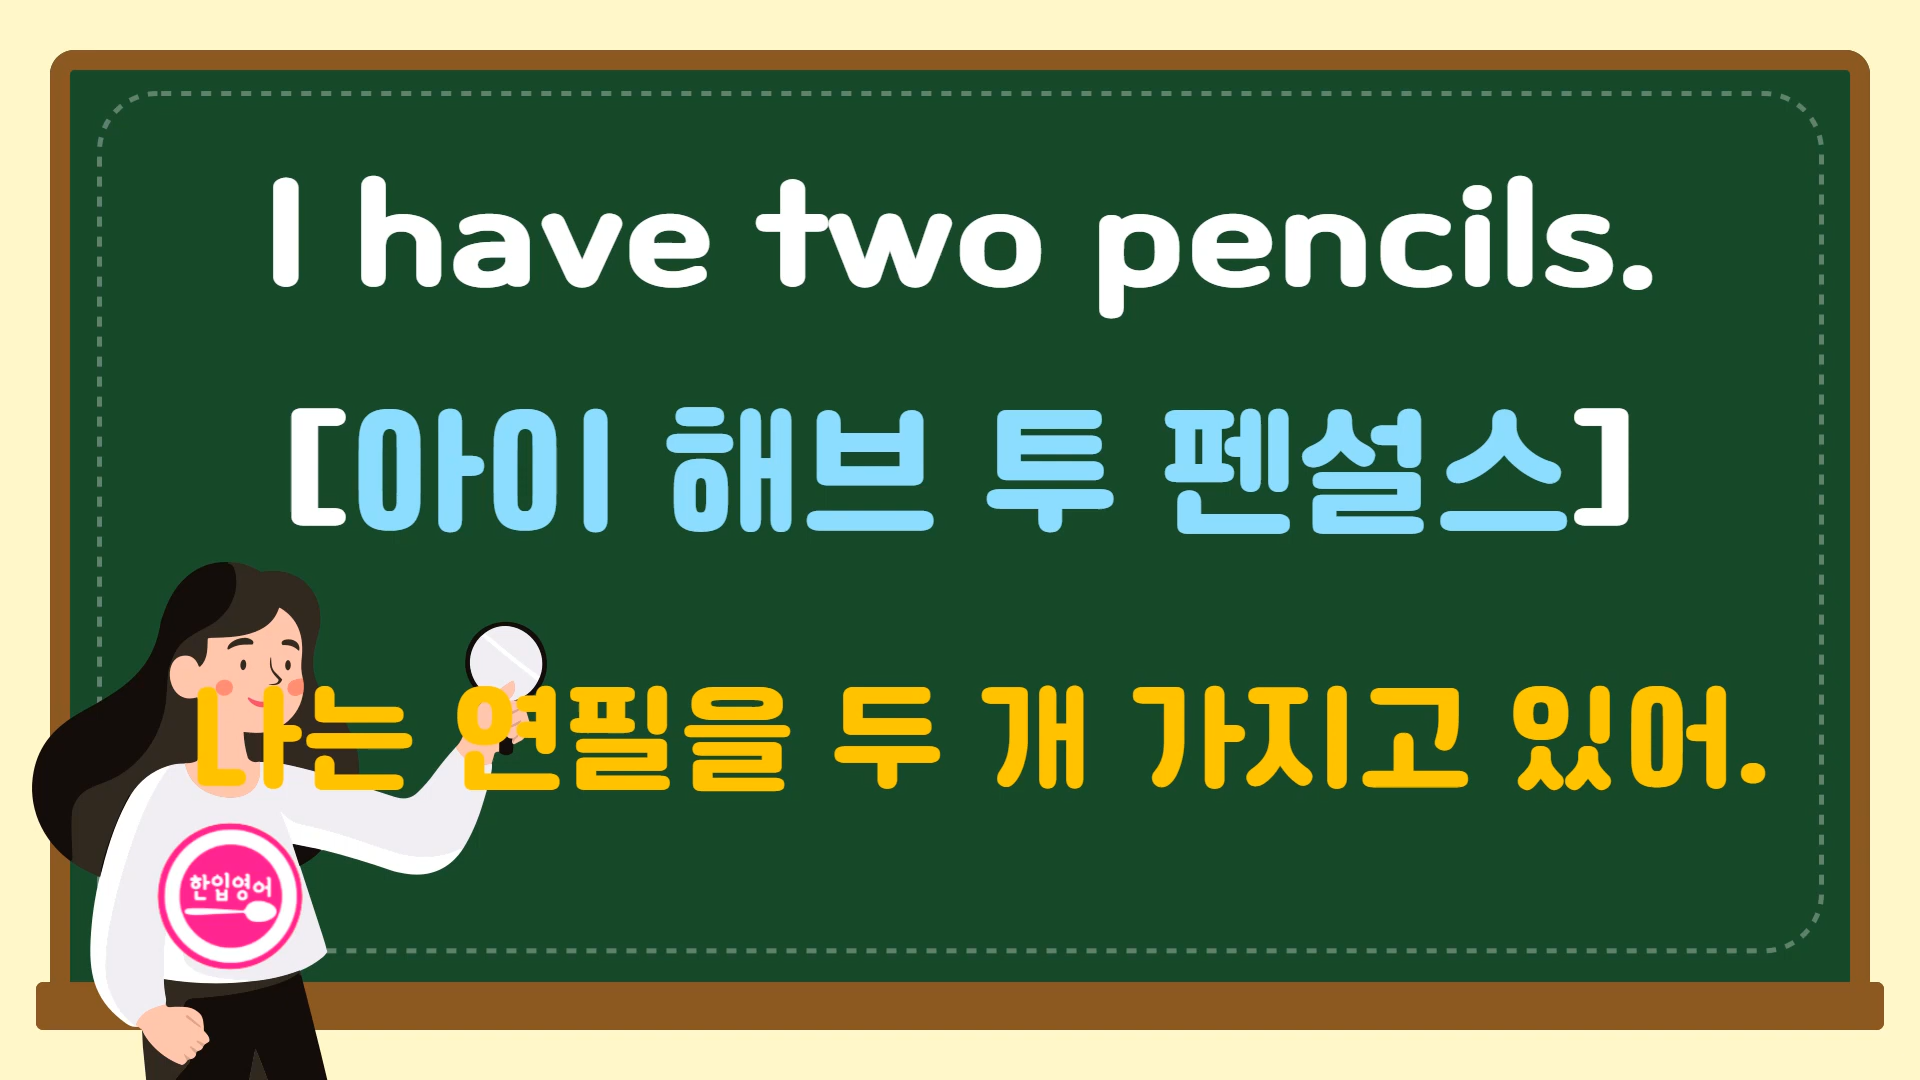 I have two pencils.
[아이 해브 투 펜설스]
나는 연필을 두 개 가지고 있어.
한입영어